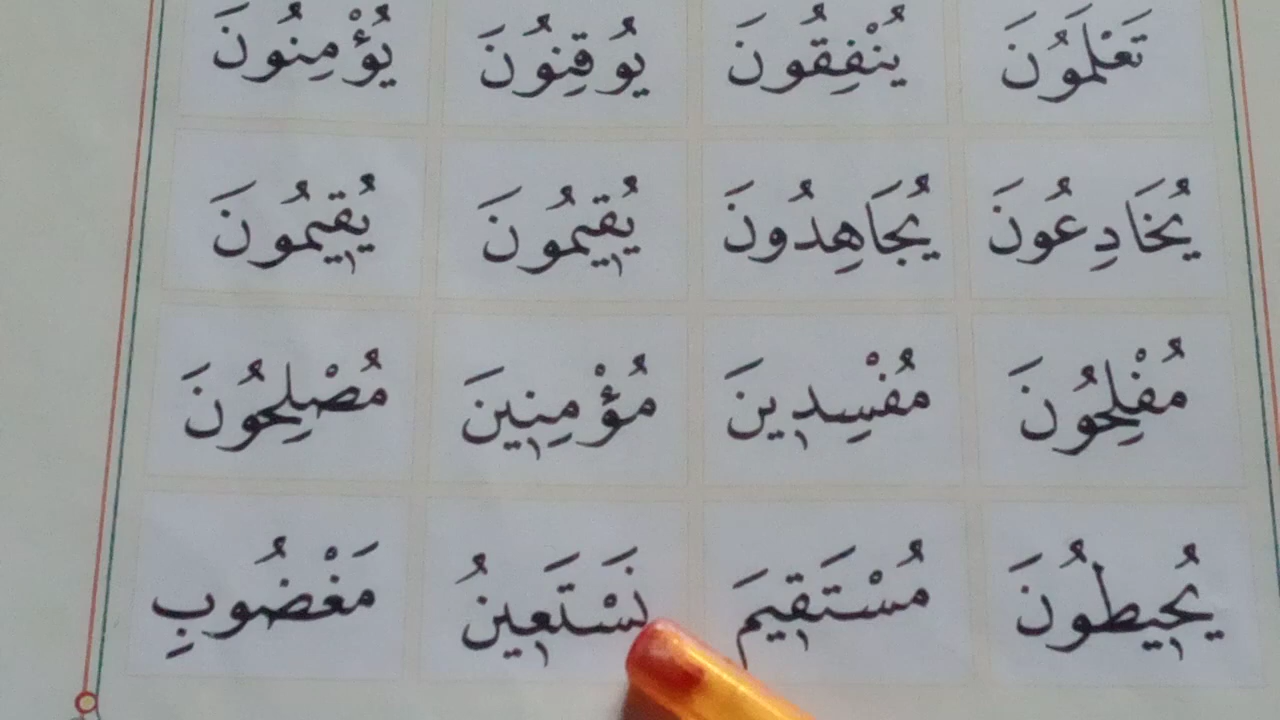 تَعْلَمُونَ يُنْفِقُونَ يُوقِنُونَ يُؤْمِنُونَ
يُخَادِعُونَ يُجَاهِدُونَ يُقِيمُونَ يُقِيمُونَ
مُفْلِحُونَ مُفْسِدِينَ مُؤْمِنِينَ مُصْلِحُونَ
يُحِيطُونَ مُسْتَقِيمَ نَسْتَعِينُ مَغْضُوبِ